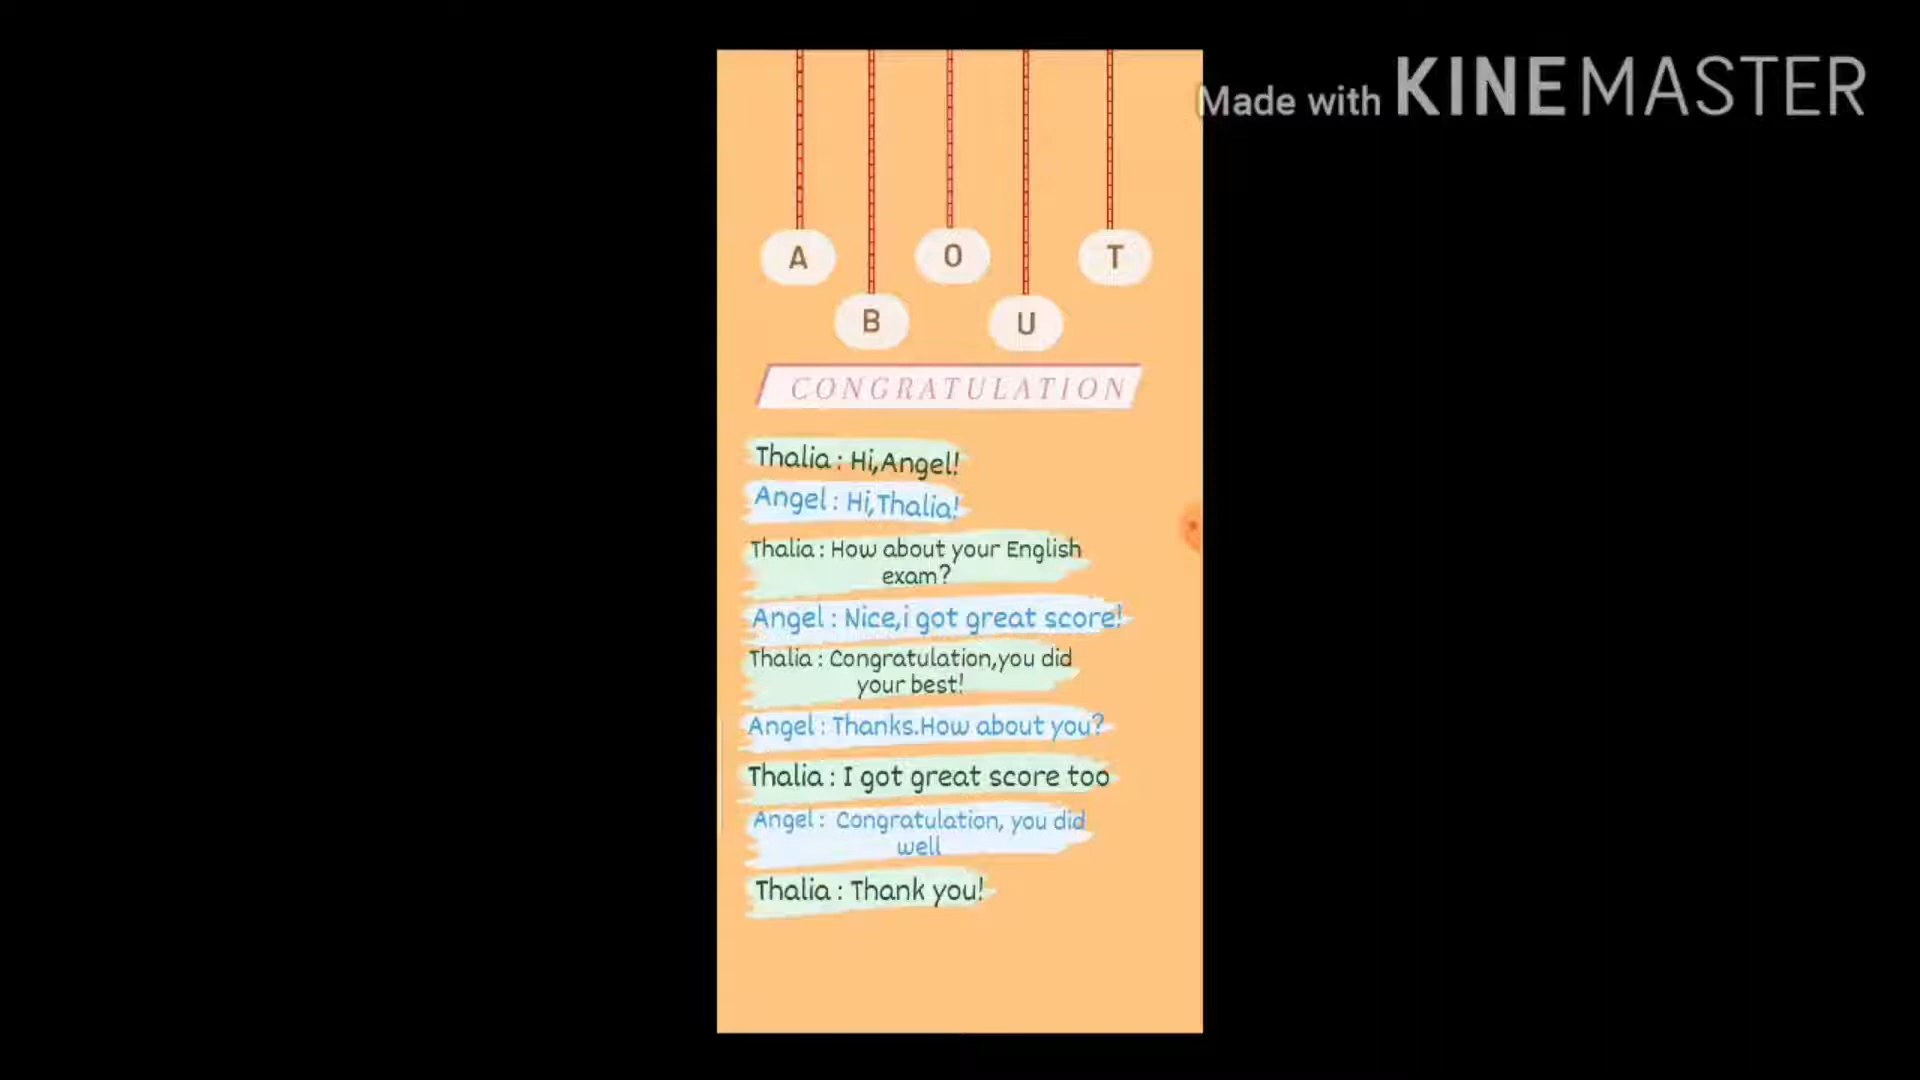 Made with KINEMASTER
A B O U T
CONGRATULATION
Thalia : Hi,Angel!
Angel : Hi,Thalia!
Thalia : How about your English
exam?
Angel : Nice,i got great score!
Thalia : Congratulation,you did
your best!
Angel : Thanks.How about you?
Thalia : I got great score too
Angel : Congratulation, you did
well
Thalia : Thank you!